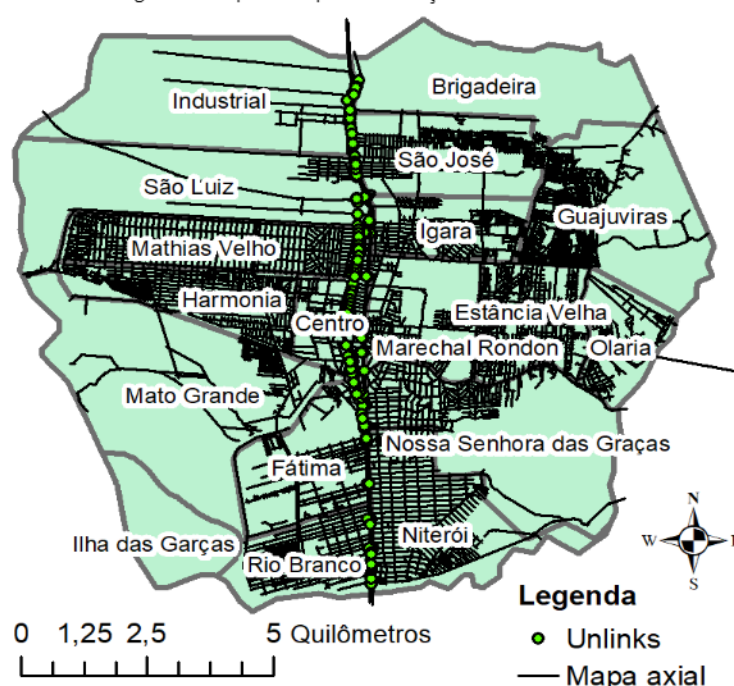 Industrial
Brigadeira
São José
São Luiz
Guajuviras
Igara
Mathias Velho
Harmonia
Estância Velha
Centro
Marechal Rondon
Olaria
Mato Grande
Nossa Senhora das Graças
Fátima
Niterói
Ilha das Garças
Rio Branco
N
W
S
Legenda
0 1,25 2,5 5 Quilômetros
Unlinks
Mapa axial